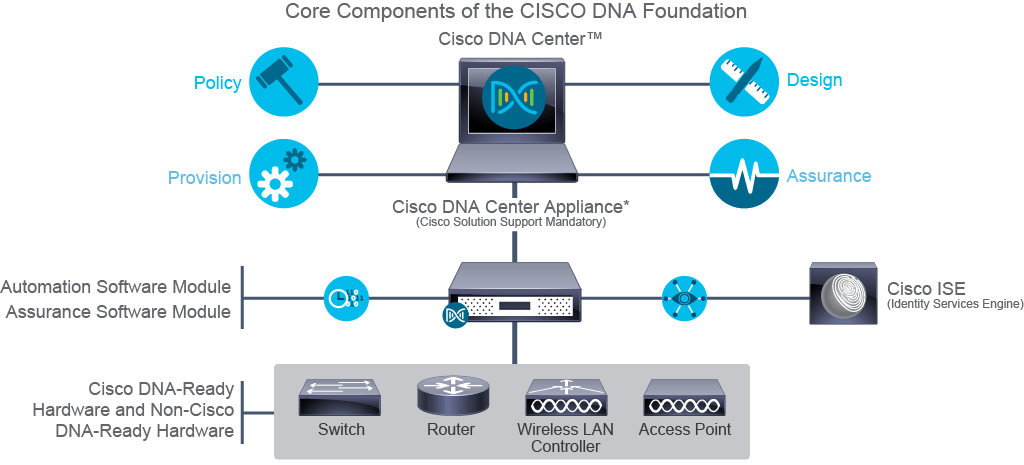 Core Components of the CISCO DNA Foundation
Cisco DNA Center™
Policy
Design
Provision
Assurance
Cisco DNA Center Appliance*
(Cisco Solution Support Mandatory)
Automation Software Module
Assurance Software Module
Cisco ISE
(Identity Services Engine)
Cisco DNA-Ready
Hardware and Non-Cisco
DNA-Ready Hardware
Switch
Router
Wireless LAN
Controller
Access Point